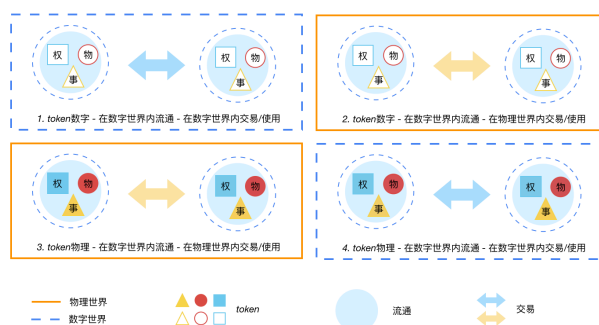 权 物 权 物
事 事
1. token数字 - 在数字世界内流通 - 在数字世界内交易/使用
权 物 权 物
事 事
2. token数字 - 在数字世界内流通 - 在物理世界内交易/使用
权 物 权 物
事 事
3. token物理 - 在数字世界内流通 - 在物理世界内交易/使用
权 物 权 物
事 事
4. token物理 - 在数字世界内流通 - 在数字世界内交易/使用
物理世界
数字世界
token
流通
交易